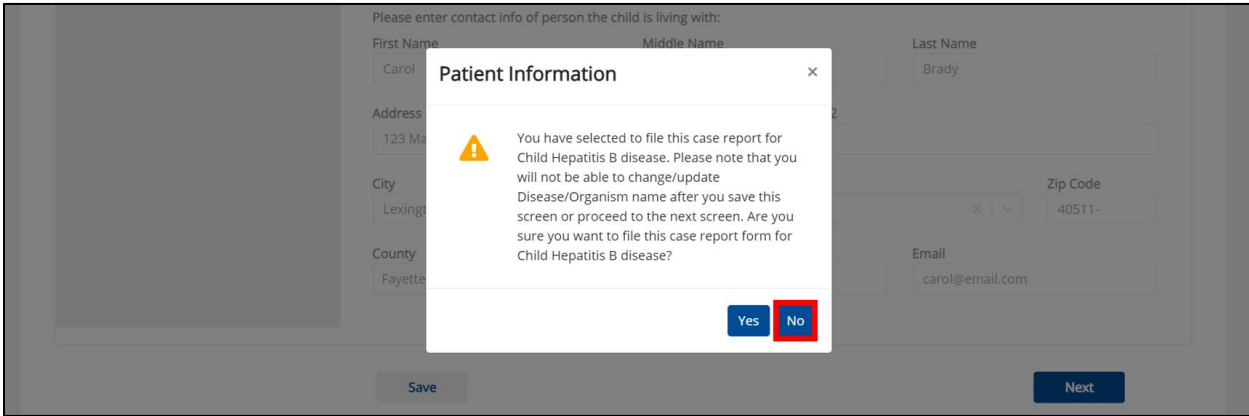 Please enter contact info of person the child is living with:
First Name Middle Name Last Name
Carol Brady
Patient Information ×
Address 2
123 Ma
You have selected to file this case report for
Child Hepatitis B disease. Please note that you
will not be able to change/update
Disease/Organism name after you save this
screen or proceed to the next screen. Are you
sure you want to file this case report form for
Child Hepatitis B disease?
City Zip Code
Lexingt 40511-
County Email
Fayette carol@email.com
Yes No
Save Next